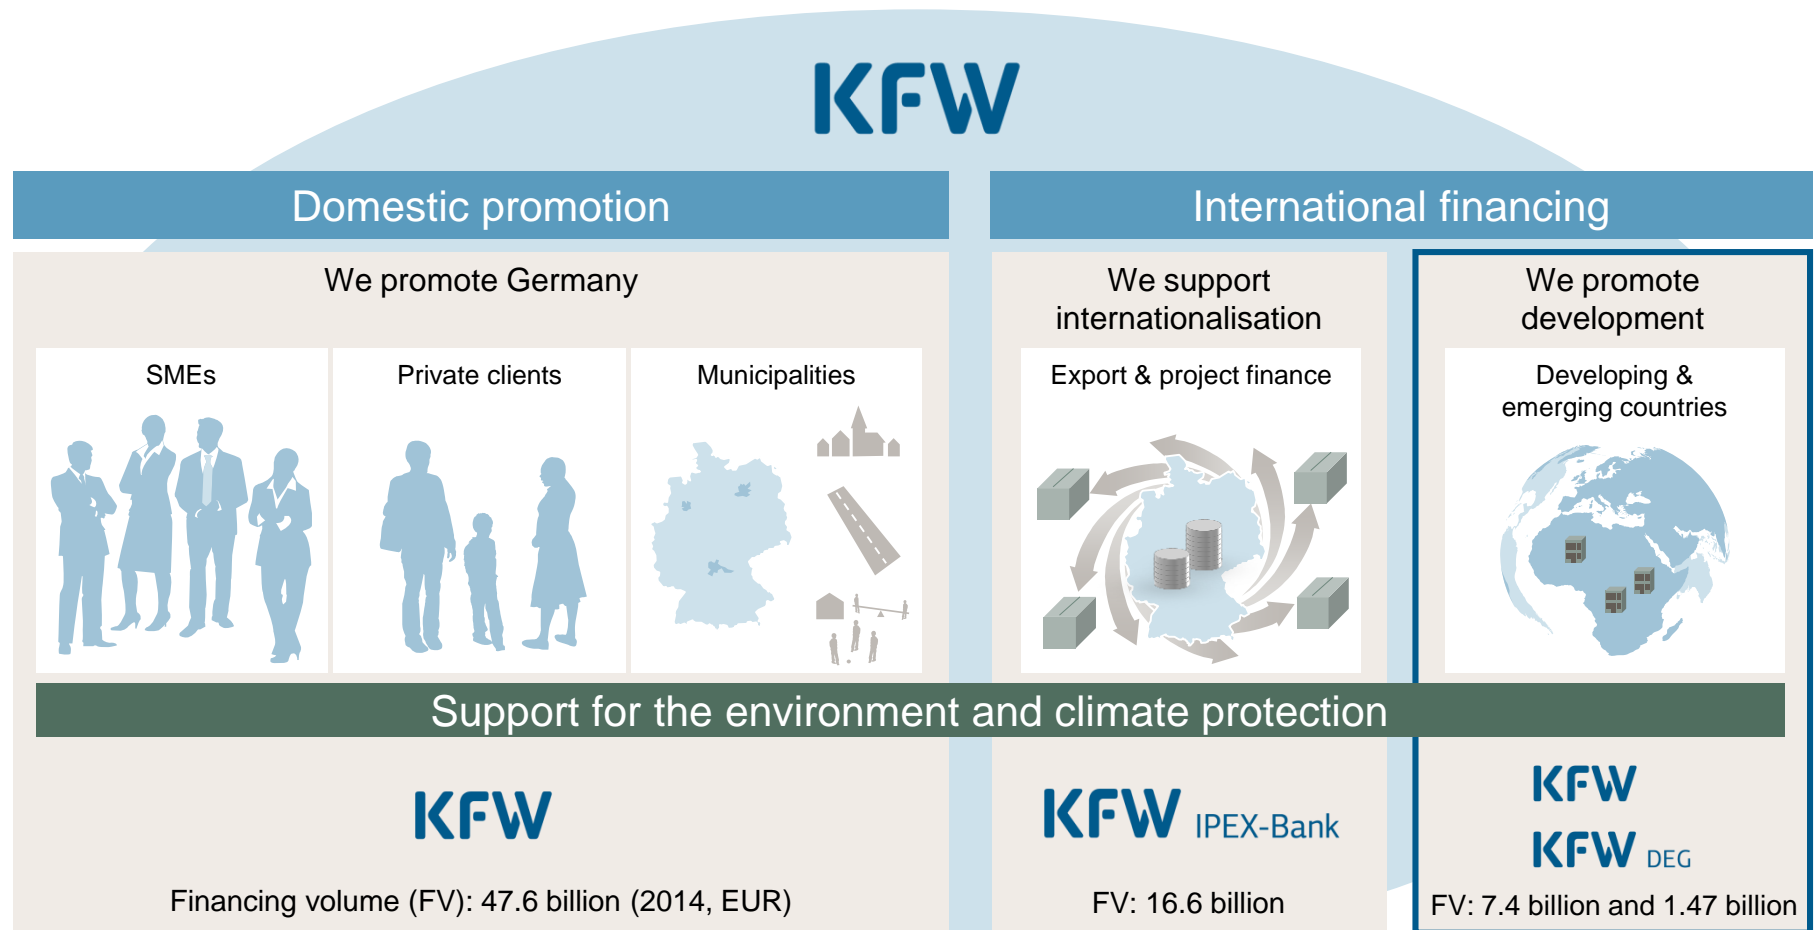 KFW
Domestic promotion
International financing
We promote Germany
SMEs
Private clients
Municipalities
We support
internationalisation
Export & project finance
We promote
development
Developing &
emerging countries
Support for the environment and climate protection
KFW
Financing volume (FV): 47.6 billion (2014, EUR)
KFW IPEX-Bank
FV: 16.6 billion
KFW
KFW DEG
FV: 7.4 billion and 1.47 billion